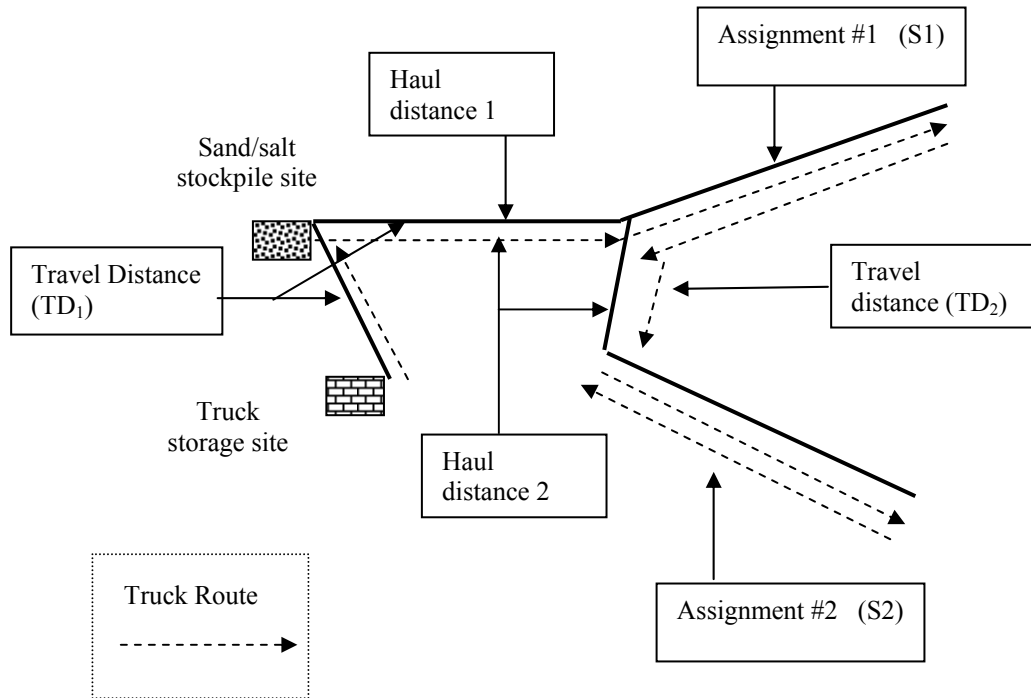 Assignment #1 (S1)
Haul
distance 1
Sand/salt
stockpile site
Travel Distance
(TD₁)
Travel
distance (TD₂)
Truck
storage site
Haul
distance 2
Truck Route
Assignment #2 (S2)